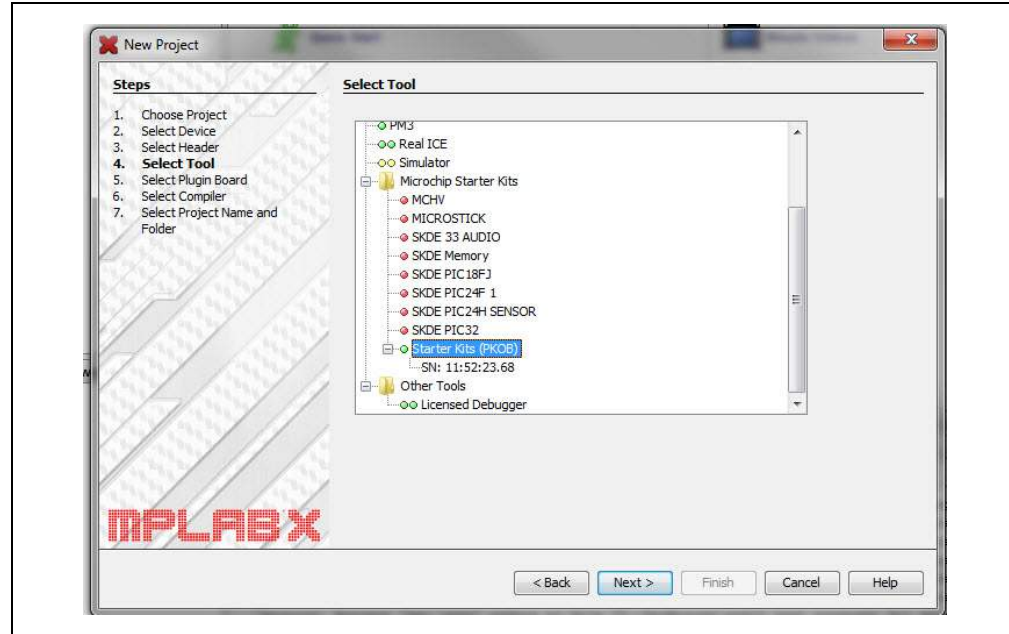 New Project
Steps
1. Choose Project
2. Select Device
3. Select Header
4. Select Tool
5. Select Plugin Board
6. Select Compiler
7. Select Project Name and
Folder
MPLAB X
Select Tool
PM3
Real ICE
Simulator
Microchip Starter Kits
MCHV
MICROSTICK
SKDE 33 AUDIO
SKDE Memory
SKDE PIC18FJ
SKDE PIC24F 1
SKDE PIC24H SENSOR
SKDE PIC32
Starter Kits (PKOB)
SN: 11:52:23.68
Other Tools
Licensed Debugger
< Back Next > Finish Cancel Help